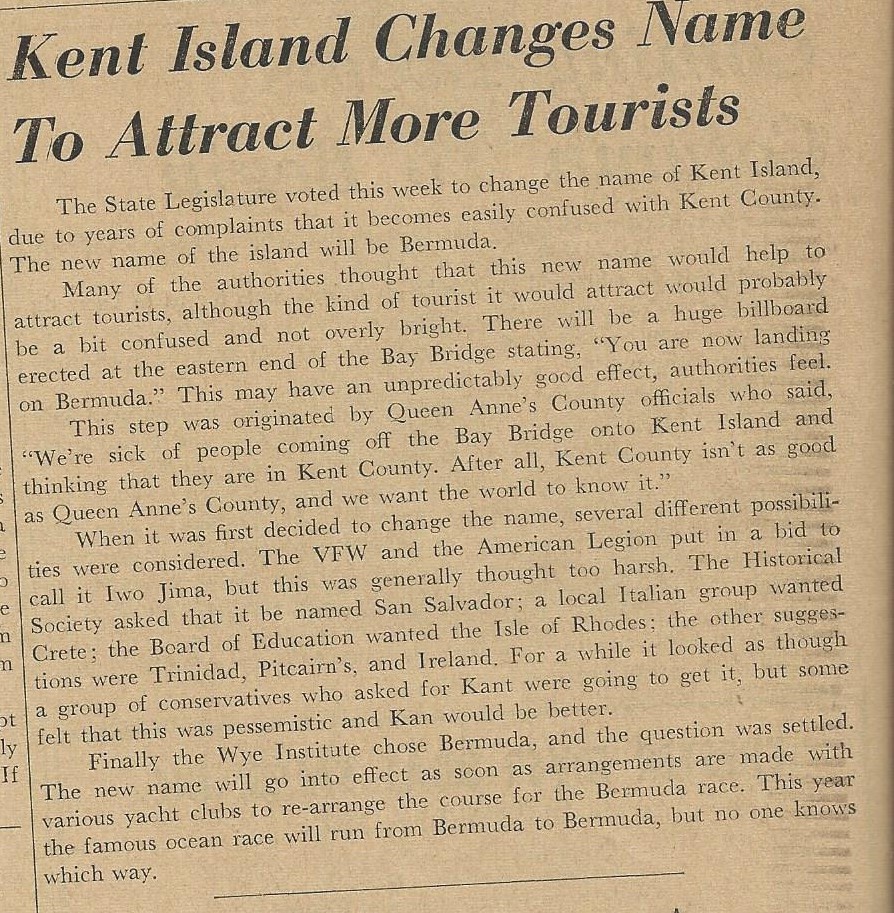 Kent Island Changes Name
To Attract More Tourists
The State Legislature voted this week to change the name of Kent Island,
due to years of complaints that it becomes easily confused with Kent County.
The new name of the island will be Bermuda.
Many of the authorities thought that this new name would help to
attract tourists, although the kind of tourist it would attract would probably
be a bit confused and not overly bright. There will be a huge billboard
erected at the eastern end of the Bay Bridge stating, “You are now landing
on Bermuda.” This may have an unpredictably good effect, authorities feel.
This step was originated by Queen Anne’s County officials who said,
“We’re sick of people coming off the Bay Bridge onto Kent Island and
thinking that they are in Kent County. After all, Kent County isn’t as good
as Queen Anne’s County, and we want the world to know it.”
When it was first decided to change the name, several different possibili-
ties were considered. The VFW and the American Legion put in a bid to
call it Iwo Jima, but this was generally thought too harsh. The Historical
Society asked that it be named San Salvador; a local Italian group wanted
Crete; the Board of Education wanted the Isle of Rhodes; the other sugges-
tions were Trinidad, Pitcairn’s, and Ireland. For a while it looked as though
a group of conservatives who asked for Kant were going to get it, but some
felt that this was pessemistic and Kan would be better.
Finally the Wye Institute chose Bermuda, and the question was settled.
The new name will go into effect as soon as arrangements are made with
various yacht clubs to re-arrange the course for the Bermuda race. This year
the famous ocean race will run from Bermuda to Bermuda, but no one knows
which way.
ly
If